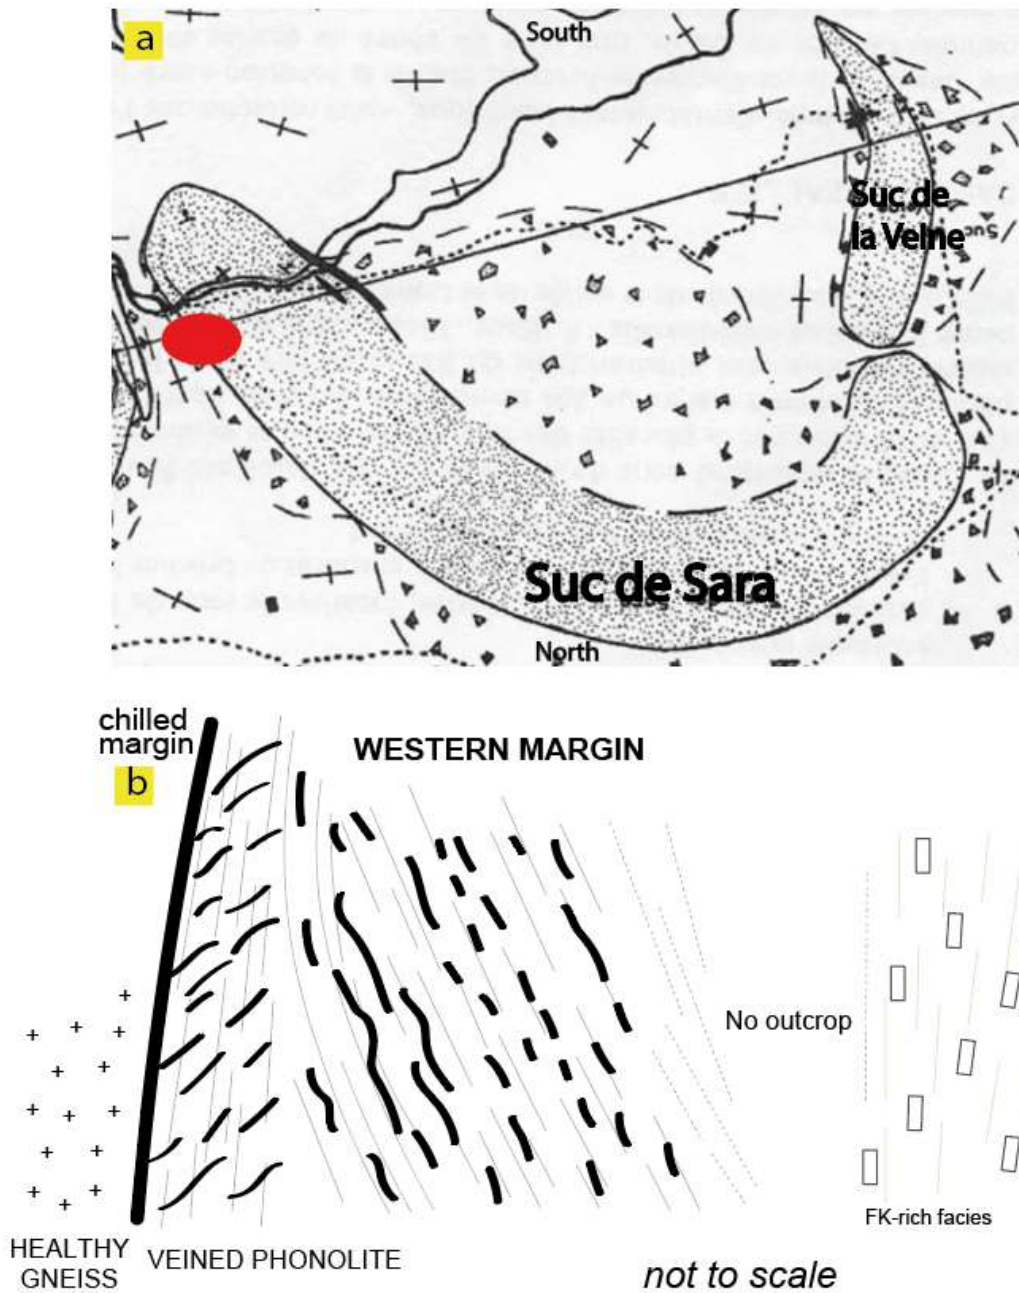 a
South
Suc de
la Veine
Suc de Sara
North
chilled
margin
b
WESTERN MARGIN
No outcrop
FK-rich facies
HEALTHY
GNEISS
VEINED PHONOLITE
not to scale